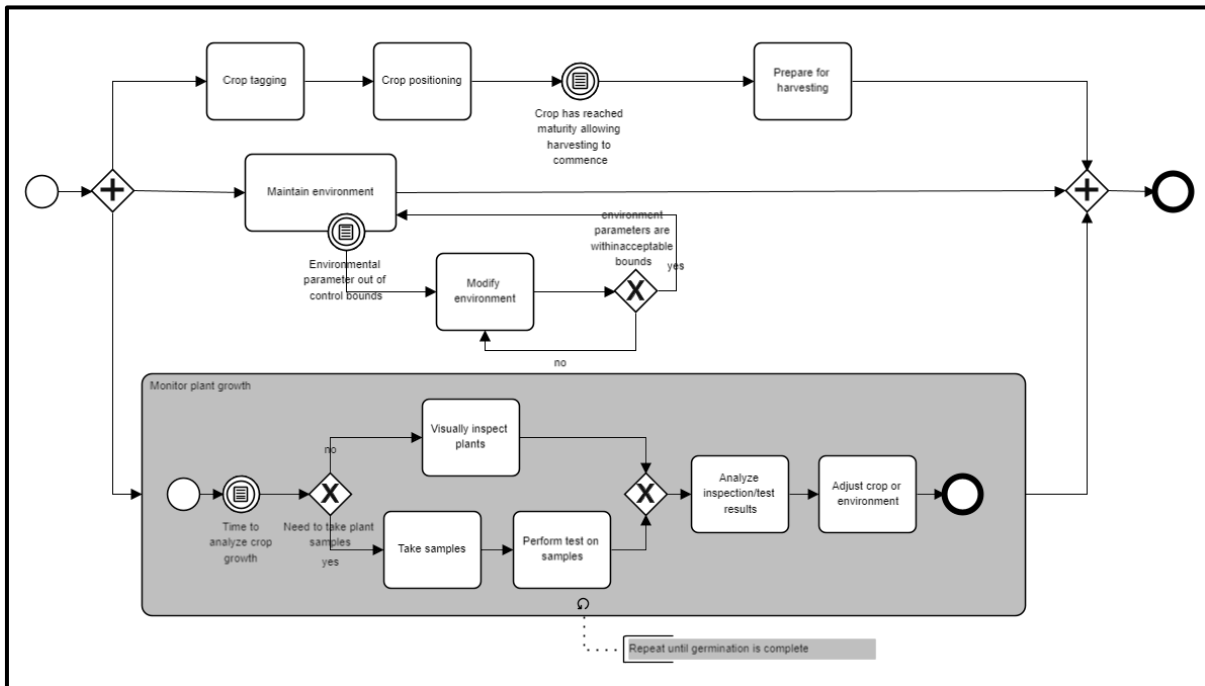 Crop tagging
Crop positioning
Crop has reached
maturity allowing
harvesting to
commence
Prepare for
harvesting
Maintain environment
Environmental
parameter out of
control bounds
Modify
environment
environment
parameters are
withinacceptable
bounds
yes
no
Monitor plant growth
Time to
analyze crop
growth
Need to take plant
samples
no
yes
Visually inspect
plants
Take samples
Perform test on
samples
Analyze
inspection/test
results
Adjust crop or
environment
Repeat until germination is complete